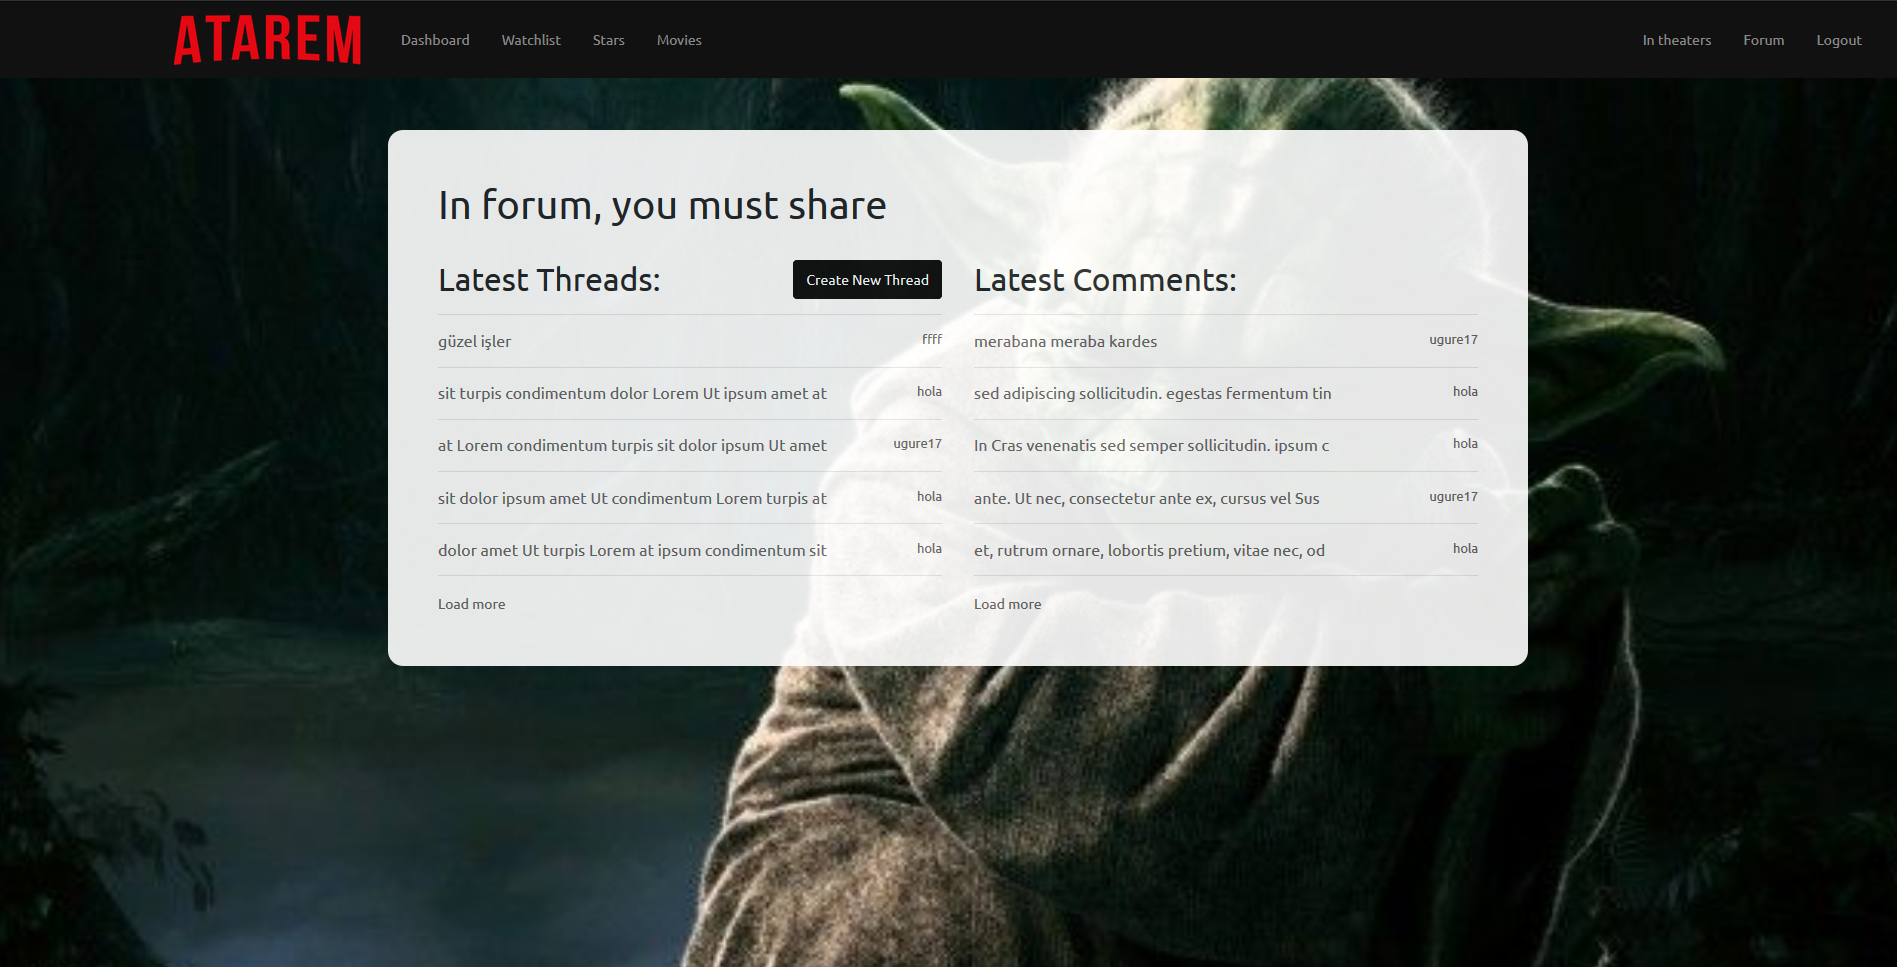 ATAREM
Dashboard Watchlist Stars Movies In theaters Forum Logout
In forum, you must share
Latest Threads:
Create New Thread
güzel işler ffff
sit turpis condimentum dolor Lorem Ut ipsum amet at hola
at Lorem condimentum turpis sit dolor ipsum Ut amet ugure17
sit dolor ipsum amet Ut condimentum Lorem turpis at hola
dolor amet Ut turpis Lorem at ipsum condimentum sit hola
Load more
Latest Comments:
merabana meraba kardes ugure17
sed adipiscing sollicitudin. egestas fermentum tin hola
In Cras venenatis sed semper sollicitudin. ipsum c hola
ante. Ut nec, consectetur ante ex, cursus vel Sus ugure17
et, rutrum ornare, lobortis pretium, vitae nec, od hola
Load more